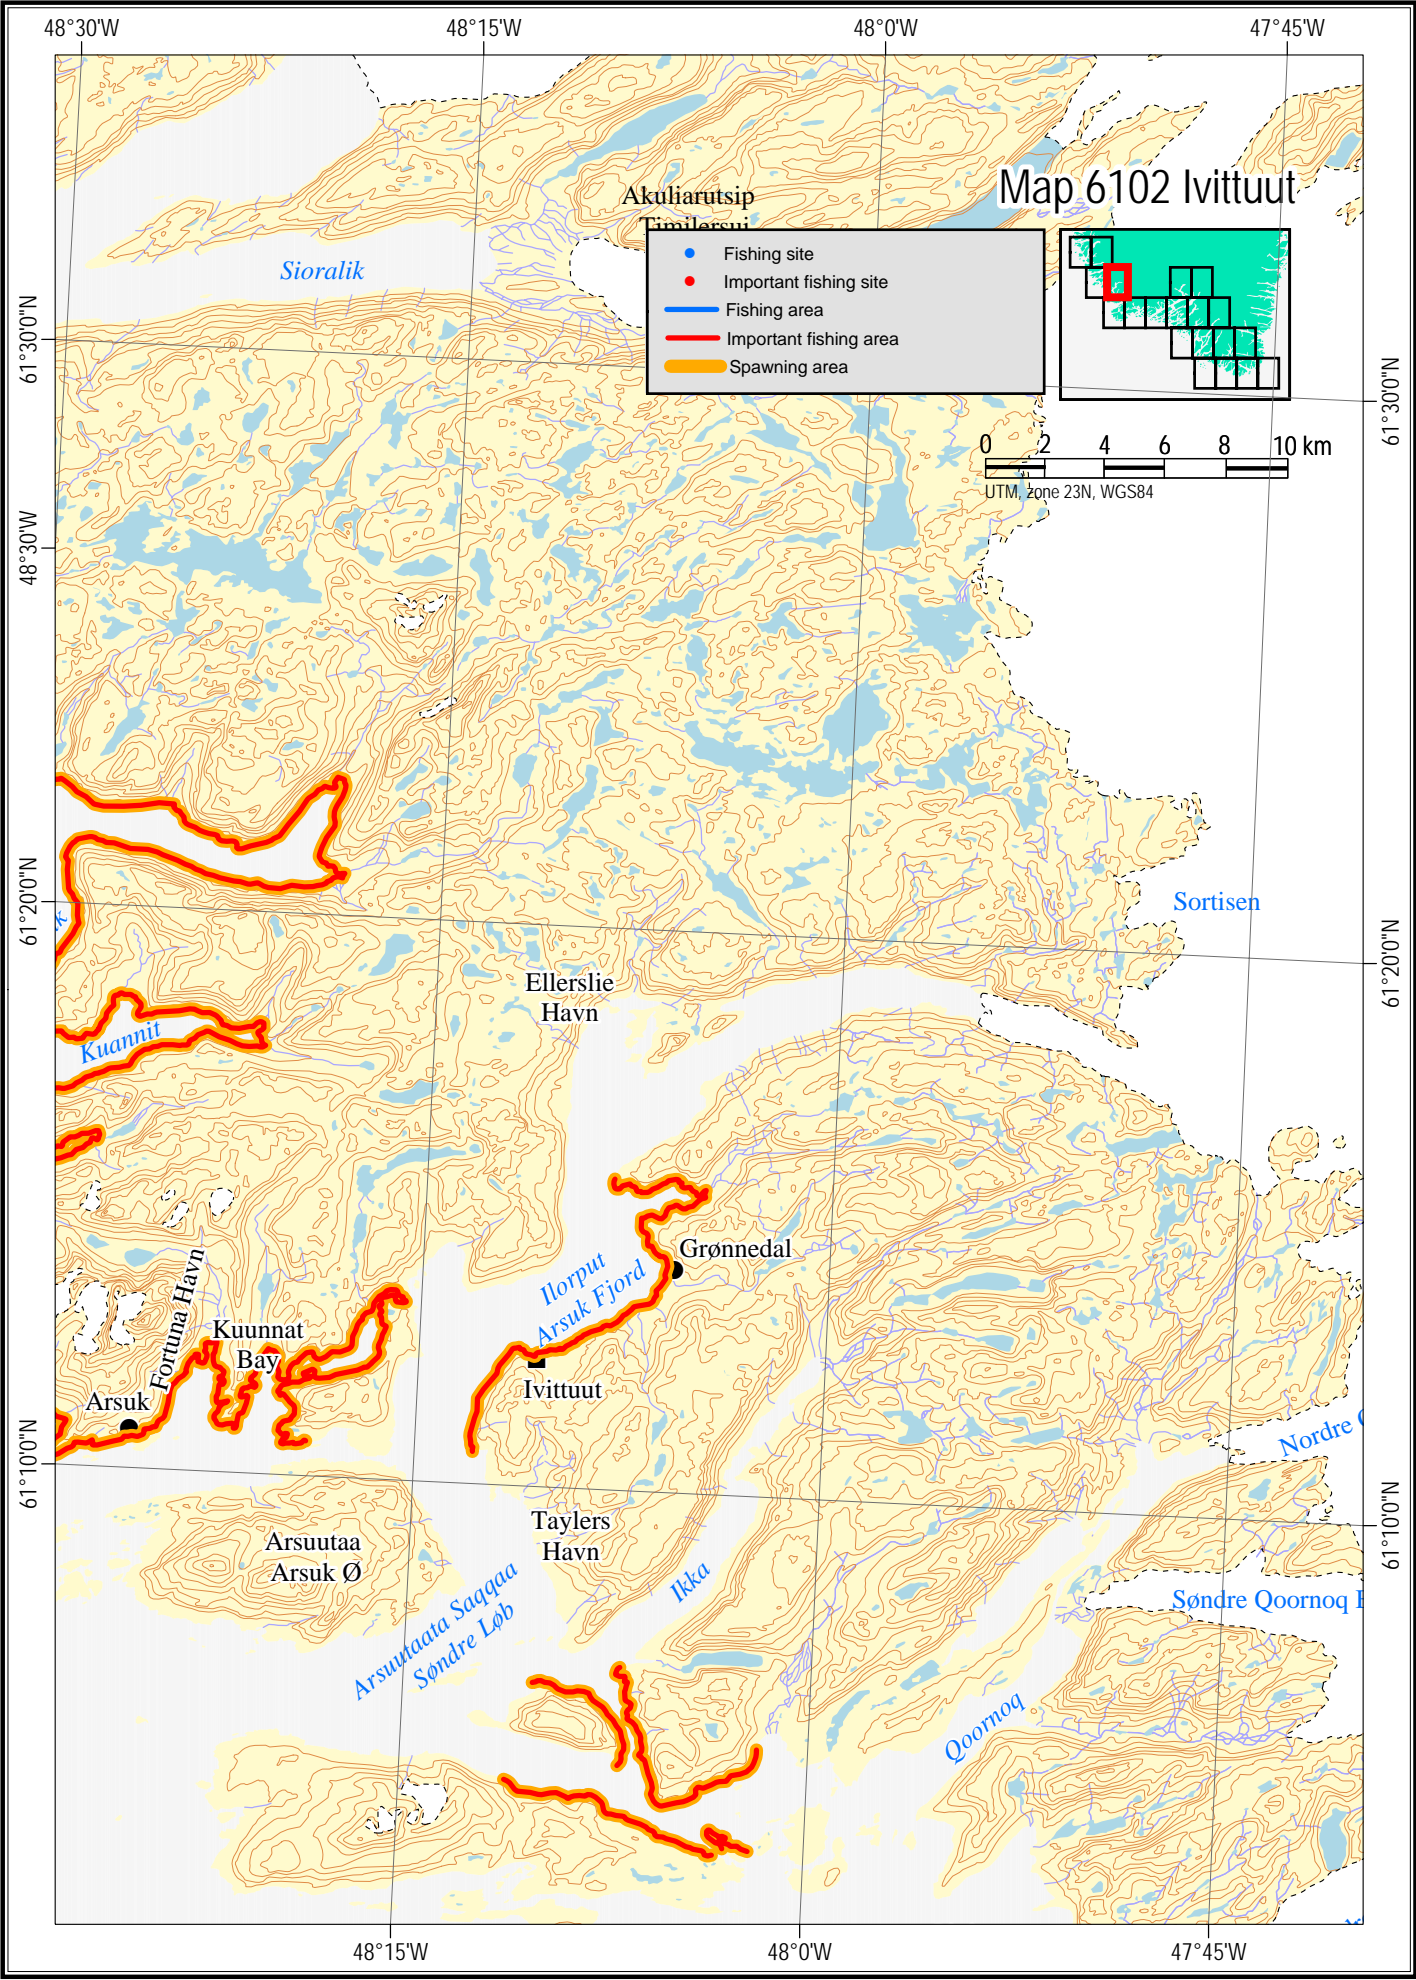 48°30'W
48°15'W
48°0'W
47°45'W
Map 6102 Ivittuut
Akuliarutsip
Timilersui
Sioralik
Fishing site
Important fishing site
Fishing area
Important fishing area
Spawning area
61°30'0"N
61°30'0"N
0 2 4 6 8 10 km
UTM, zone 23N, WGS84
48°30'W
61°20'0"N
Sortisen
61°20'0"N
Ellerslie
Havn
Kuannit
Grønnedal
Ilorput
Arsuk Fjord
Fortuna Havn
Kuunnat
Bay
Ivittuut
Arsuk
Nordre
61°10'0"N
61°10'0"N
Taylers
Havn
Arsuutaa
Arsuk Ø
Ikka
Søndre Qoornoq
Arsuutaata Saqqaa
Søndre Løb
Qoornoq
48°15'W
48°0'W
47°45'W